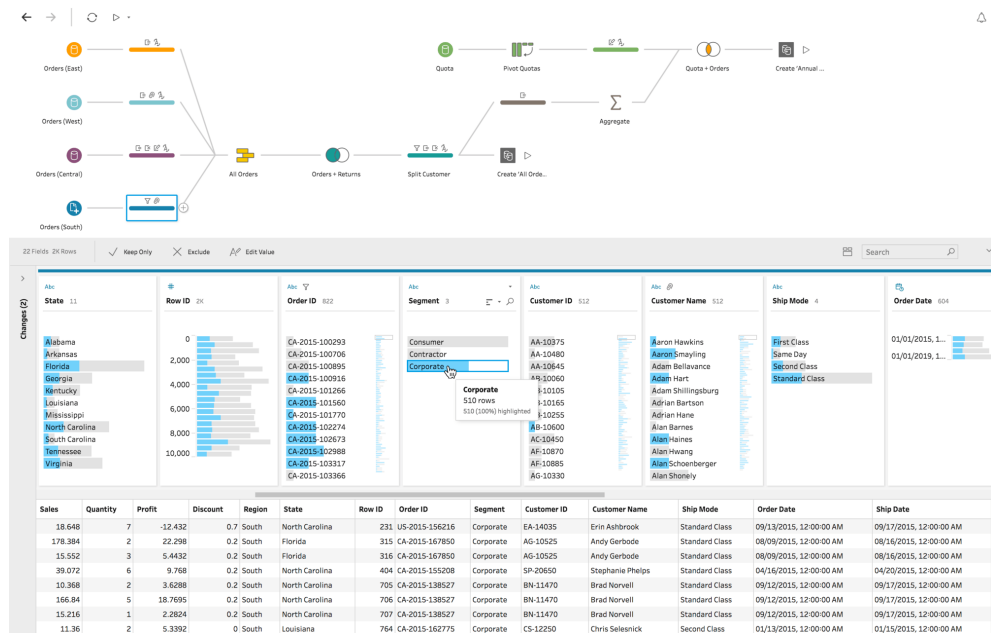 Orders (East)
Quota
Pivot Quotas
Quota + Orders
Create 'Annual ...
Orders (West)
Aggregate
Orders (Central)
All Orders
Orders + Returns
Split Customer
Create 'All Orde...
Orders (South)
22 Fields 2K Rows
Keep Only
Exclude
Edit Value
Search
Changes (2)
Abc
State 11
Alabama
Arkansas
Florida
Georgia
Kentucky
Louisiana
Mississippi
North Carolina
South Carolina
Tennessee
Virginia
#
Row ID 2K
0
2,000
4,000
6,000
8,000
10,000
Abc
Order ID 822
CA-2015-100293
CA-2015-100706
CA-2015-100895
CA-2015-100916
CA-2015-101266
CA-2015-101560
CA-2015-101770
CA-2015-102274
CA-2015-102673
CA-2015-102988
CA-2015-103317
CA-2015-103366
Abc
Segment 3
Consumer
Contractor
Corporate
Corporate
510 rows
510 (100%) highlighted
Abc
Customer ID 512
AA-10375
AA-10480
AA-10645
AB-10060
B-10105
B-10165
B-10255
AB-10600
AC-10450
AF-10870
AF-10885
AG-10330
Abc
Customer Name 512
Aaron Hawkins
Aaron Smayling
Adam Bellavance
Adam Hart
Adam Shillingsburg
Adrian Bartson
Adrian Hane
Alan Barnes
Alan Haines
Alan Hwang
Alan Schoenberger
Alan Shonely
Abc
Ship Mode 4
First Class
Same Day
Second Class
Standard Class
Order Date 604
01/01/2015, 1...
01/01/2019, 1...
Sales Quantity Profit Discount Region State Row ID Order ID Segment Customer ID Customer Name Ship Mode Order Date Ship Date
18.648 7 -12.432 0.7 South North Carolina 231 US-2015-156216 Corporate EA-14035 Erin Ashbrook Standard Class 09/13/2015, 12:00:00 AM 09/17/2015, 12:00:00 AM
178.384 2 22.298 0.2 South Florida 315 CA-2015-167850 Corporate AG-10525 Andy Gerbode Standard Class 08/09/2015, 12:00:00 AM 08/16/2015, 12:00:00 AM
15.552 3 5.4432 0.2 South Florida 316 CA-2015-167850 Corporate AG-10525 Andy Gerbode Standard Class 08/09/2015, 12:00:00 AM 08/16/2015, 12:00:00 AM
39.072 6 9.768 0.2 South North Carolina 404 CA-2015-155208 Corporate SP-20650 Stephanie Phelps Standard Class 04/16/2015, 12:00:00 AM 04/20/2015, 12:00:00 AM
10.368 2 3.6288 0.2 South North Carolina 705 CA-2015-138527 Corporate BN-11470 Brad Norvell Standard Class 09/12/2015, 12:00:00 AM 09/17/2015, 12:00:00 AM
166.84 5 18.7695 0.2 South North Carolina 706 CA-2015-138527 Corporate BN-11470 Brad Norvell Standard Class 09/12/2015, 12:00:00 AM 09/17/2015, 12:00:00 AM
15.216 1 2.2824 0.2 South North Carolina 707 CA-2015-138527 Corporate BN-11470 Brad Norvell Standard Class 09/12/2015, 12:00:00 AM 09/17/2015, 12:00:00 AM
11.36 2 5.3392 0 South Louisiana 764 CA-2015-162775 Corporate CS-12250 Chris Selesnick Second Class 01/13/2015, 12:00:00 AM 01/15/2015, 12:00:00 AM